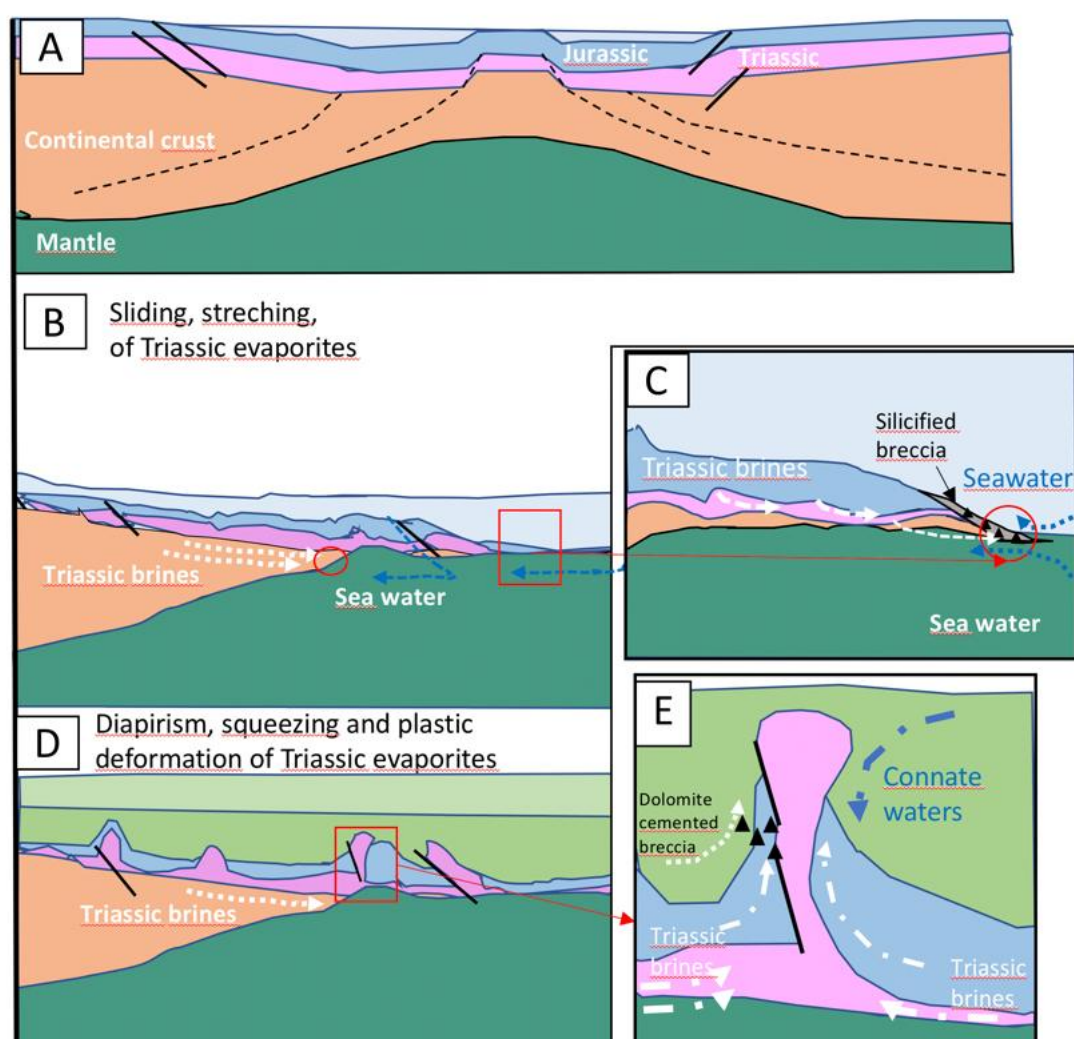 A
Jurassic
Triassic
Continental crust
Mantle
B
Sliding, streching,
of Triassic evaporites
Triassic brines
Sea water
C
Silicified
breccia
Triassic brines
Seawater
Sea water
D
Diapirism, squeezing and plastic
deformation of Triassic evaporites
Triassic brines
E
Connate
waters
Dolomite
cemented
breccia
Triassic
brines
Triassic
brines